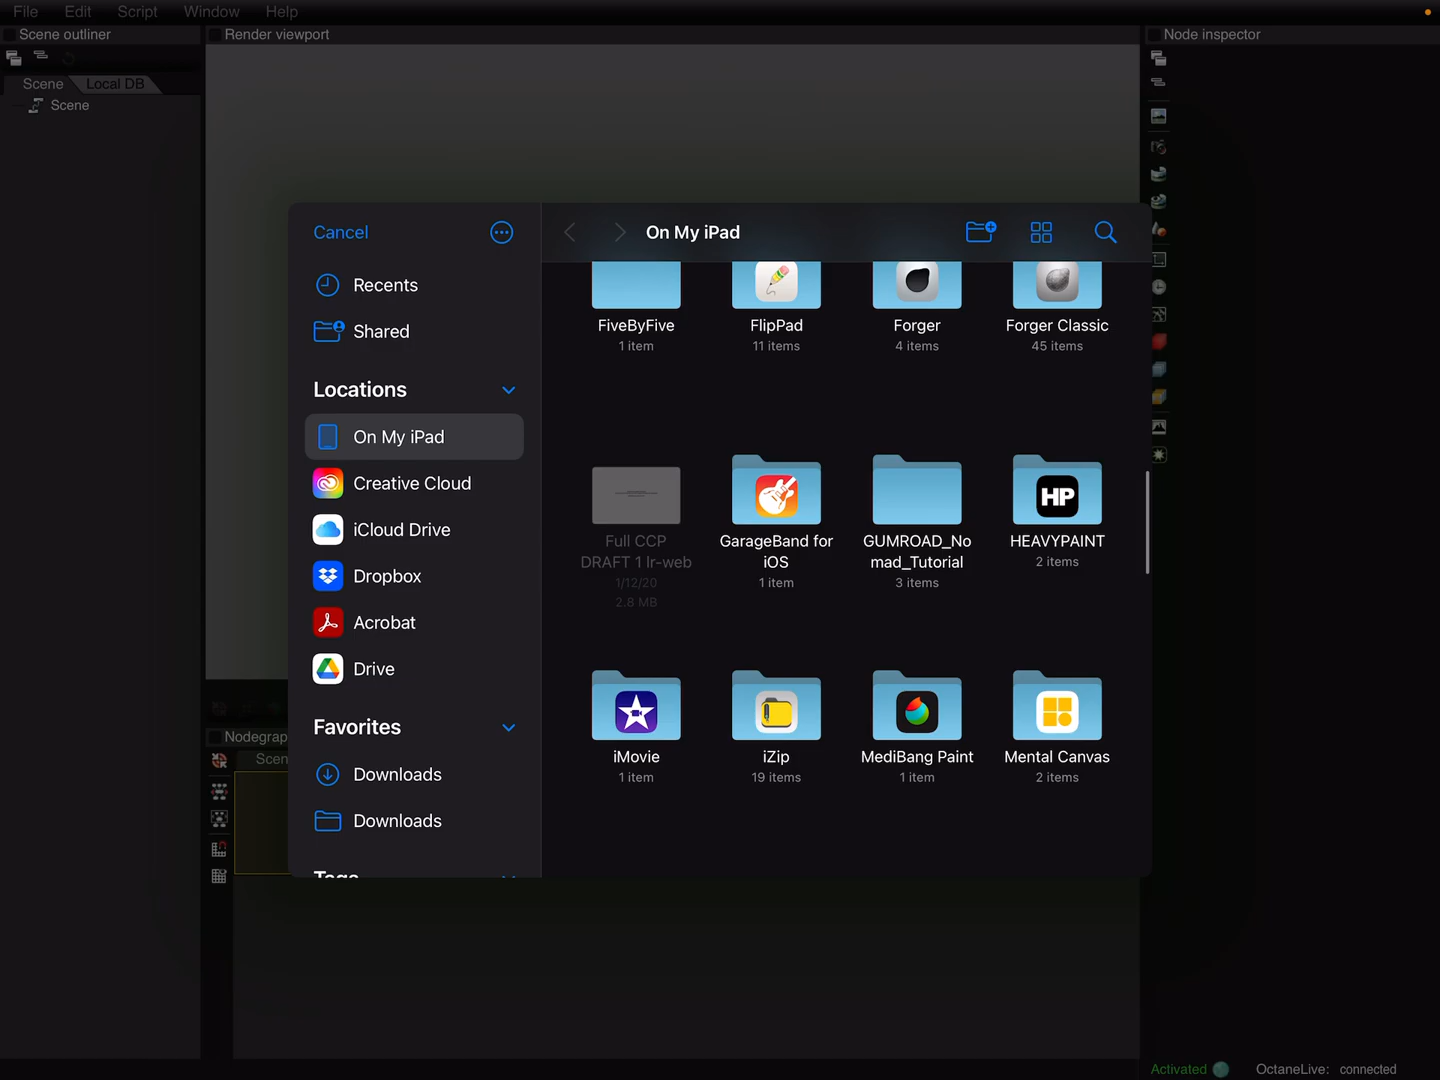 File Edit Script Window Help
Scene outliner
Render viewport
Node inspector
Scene Local DB
Scene
Cancel
On My iPad
Recents
Shared
Locations
On My iPad
Creative Cloud
iCloud Drive
Dropbox
Acrobat
Drive
Favorites
Downloads
Downloads
Tags
FiveByFive
1 item
FlipPad
11 items
Forger
4 items
Forger Classic
45 items
Full CCP
DRAFT 1 lr-web
1/12/20
2.8 MB
GarageBand for
iOS
1 item
GUMROAD_No
mad_Tutorial
3 items
HP
HEAVYPAINT
2 items
iMovie
1 item
iZip
19 items
MediBang Paint
1 item
Mental Canvas
2 items
Nodegrap
Scen
Activated
OctaneLive: connected